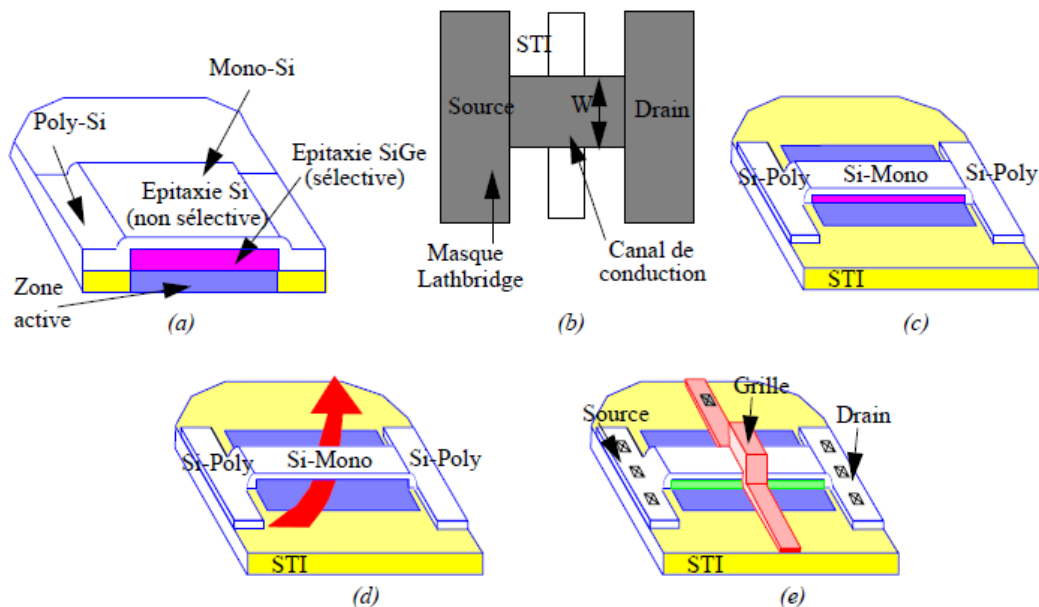 Mono-Si
Poly-Si
Epitaxie SiGe
(sélective)
Epitaxie Si
(non sélective)
Zone
active
(a)
STI
Source
W
Drain
Masque
Lathbridge
Canal de
conduction
(b)
Si-Poly
Si-Mono
Si-Poly
STI
(c)
Si-Poly
Si-Mono
Si-Poly
STI
(d)
Grille
Source
Drain
STI
(e)